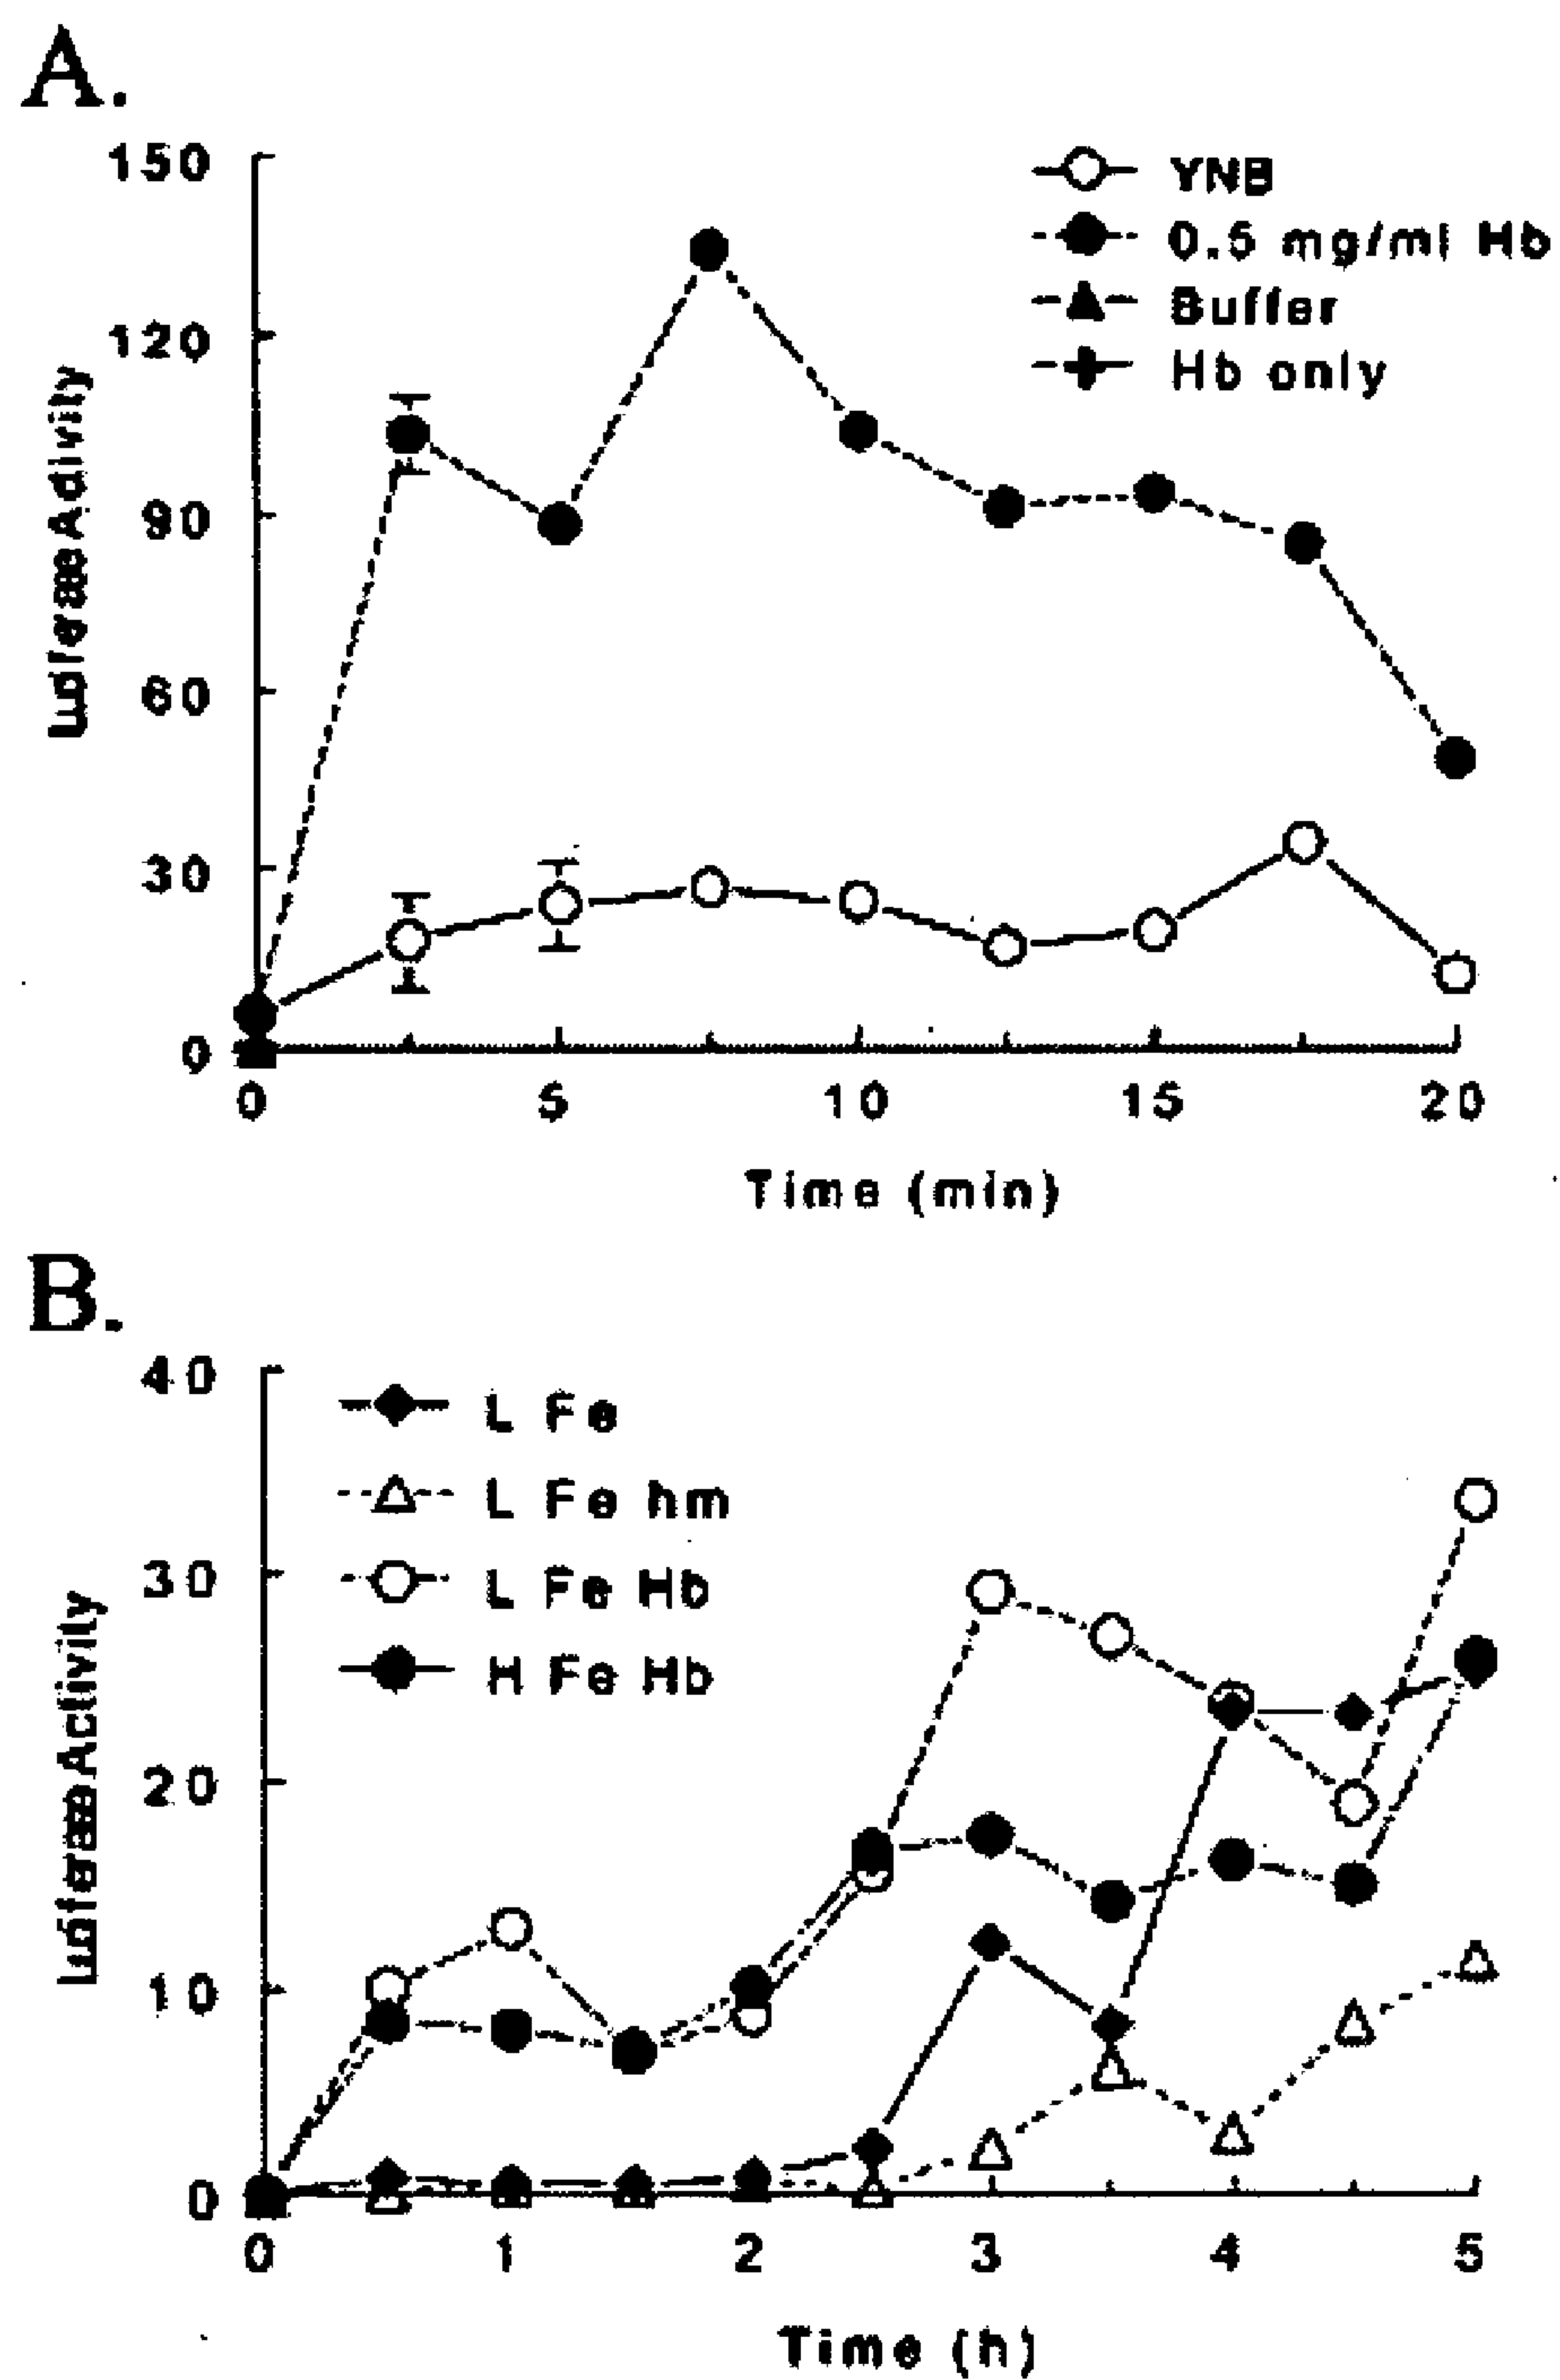 A.
150
120
90
60
30
0
Luciferase Activity
YNB
0.5 mg/ml Hb
Buffer
Hb only
0 5 10 15 20
Time (min)
B.
40
30
20
10
0
Luciferase Activity
L Fe
L Fe hm
L Fe Hb
H Fe Hb
0 1 2 3 4 5
Time (h)